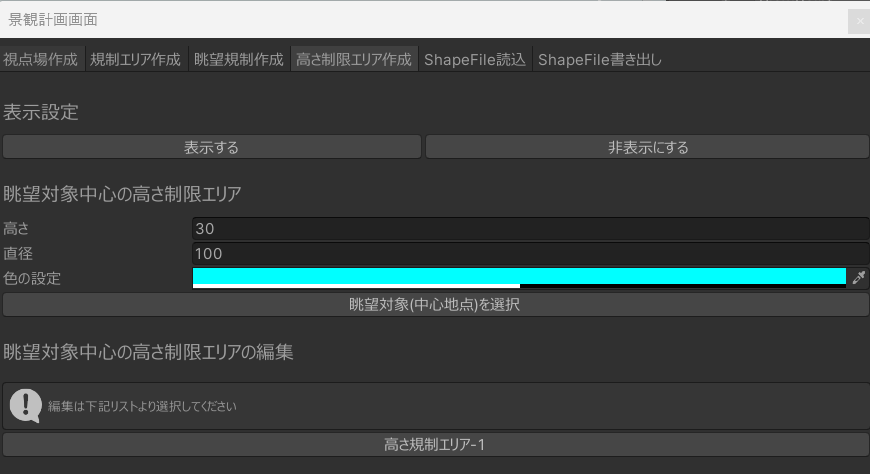 景観計画画面
視点場作成 規制エリア作成 眺望規制作成 高さ制限エリア作成 ShapeFile読込 ShapeFile書き出し
表示設定
表示する 非表示にする
眺望対象中心の高さ制限エリア
高さ 30
直径 100
色の設定
眺望対象(中心地点)を選択
眺望対象中心の高さ制限エリアの編集
編集は下記リストより選択してください
高さ規制エリア-1